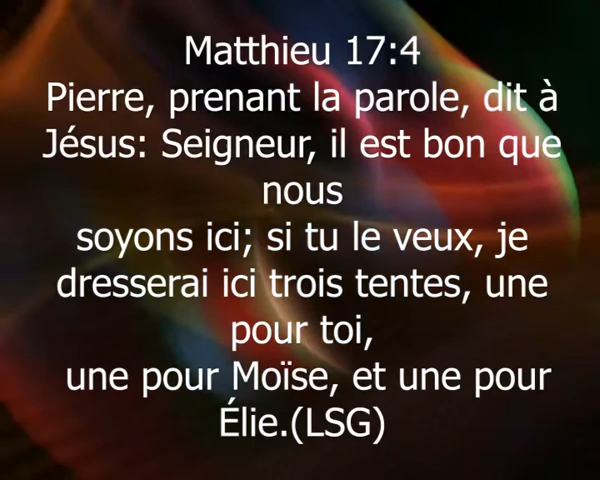 Matthieu 17:4
Pierre, prenant la parole, dit à
Jésus: Seigneur, il est bon que
nous
soyons ici; si tu le veux, je
dresserai ici trois tentes, une
pour toi,
une pour Moïse, et une pour
Élie.(LSG)